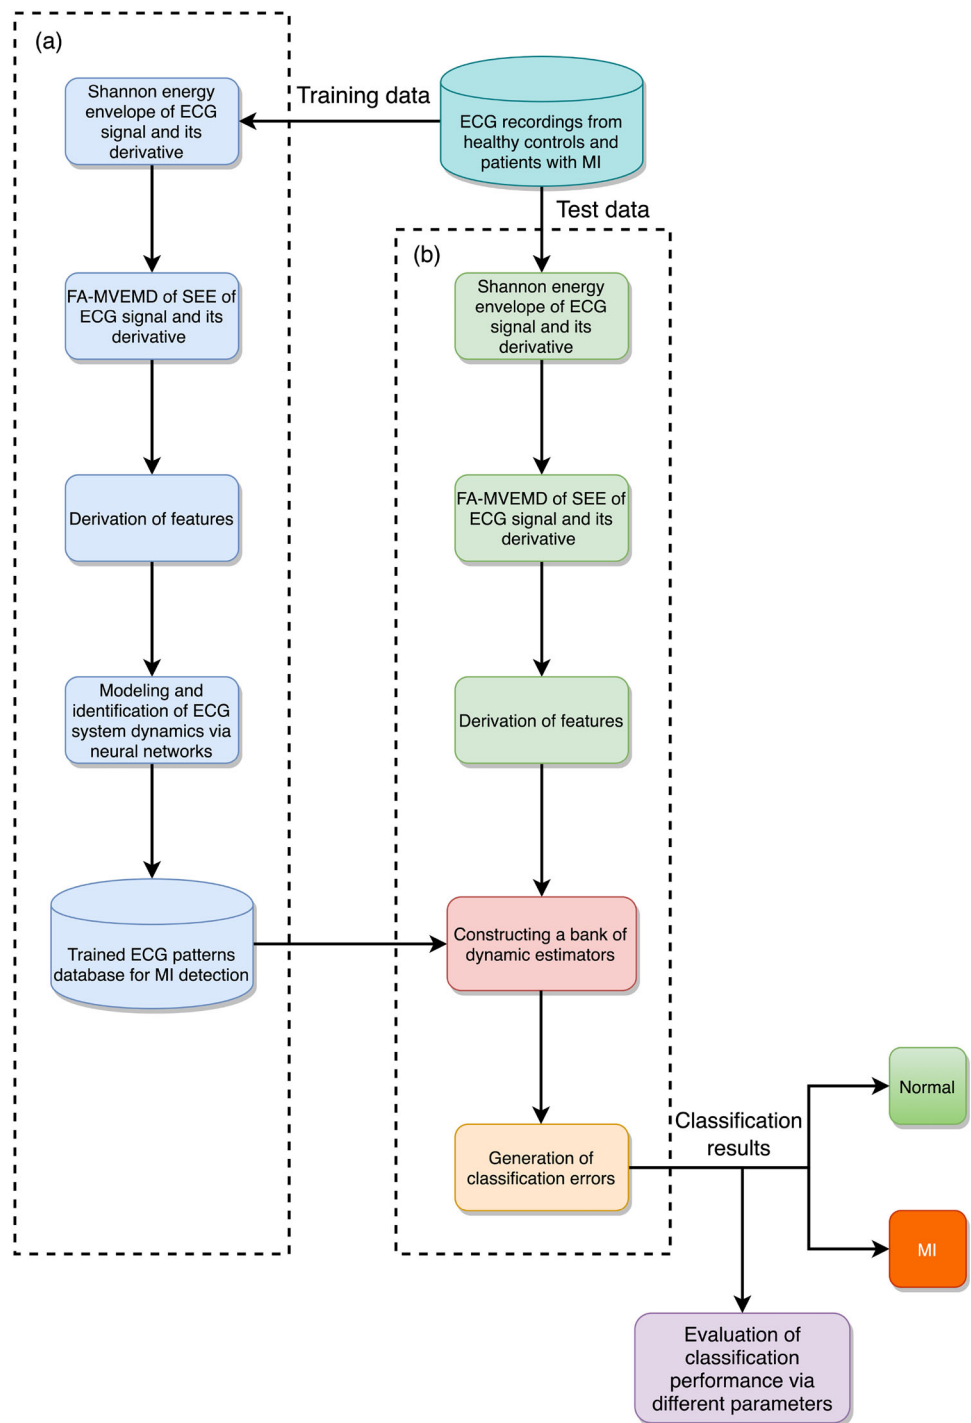 (a)
Shannon energy
envelope of ECG
signal and its
derivative
Training data
ECG recordings from
healthy controls and
patients with MI
Test data
FA-MVEMD of SEE of
ECG signal and its
derivative
Derivation of features
Modeling and
identification of ECG
system dynamics via
neural networks
Trained ECG patterns
database for MI detection
(b)
Shannon energy
envelope of ECG
signal and its
derivative
FA-MVEMD of SEE of
ECG signal and its
derivative
Derivation of features
Constructing a bank of
dynamic estimators
Generation of
classification errors
Classification
results
Normal
MI
Evaluation of
classification
performance via
different parameters